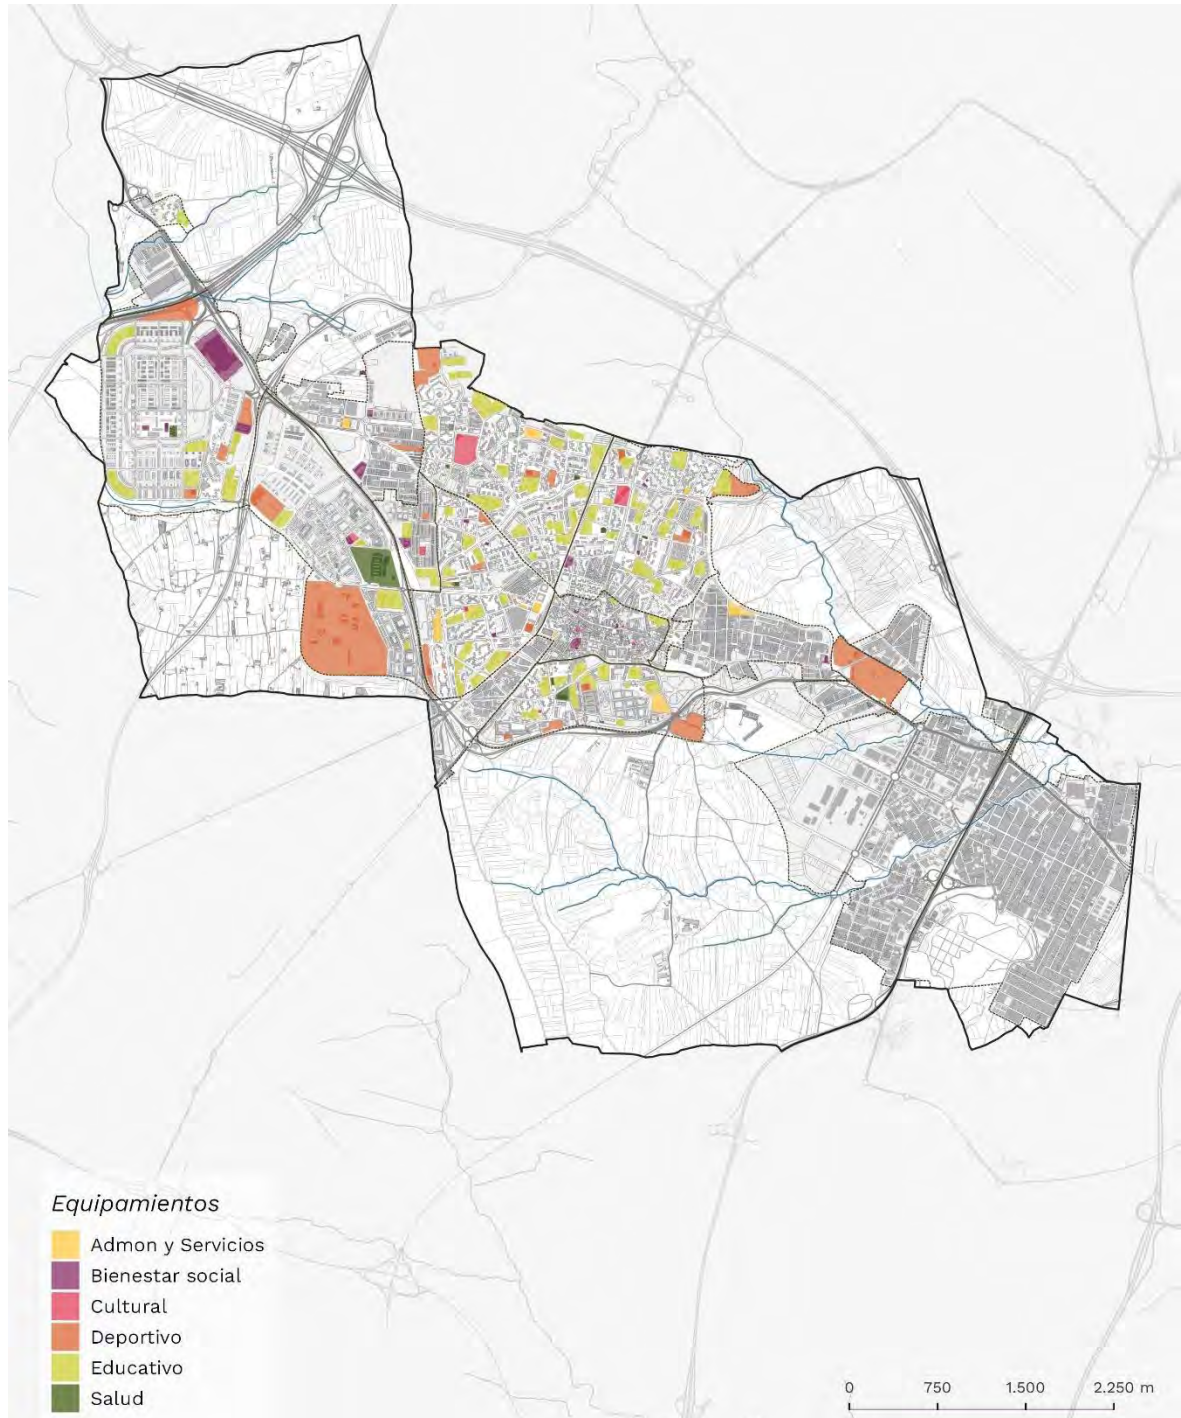 Equipamientos
Admon y Servicios
Bienestar social
Cultural
Deportivo
Educativo
Salud
0 750 1.500 2.250 m